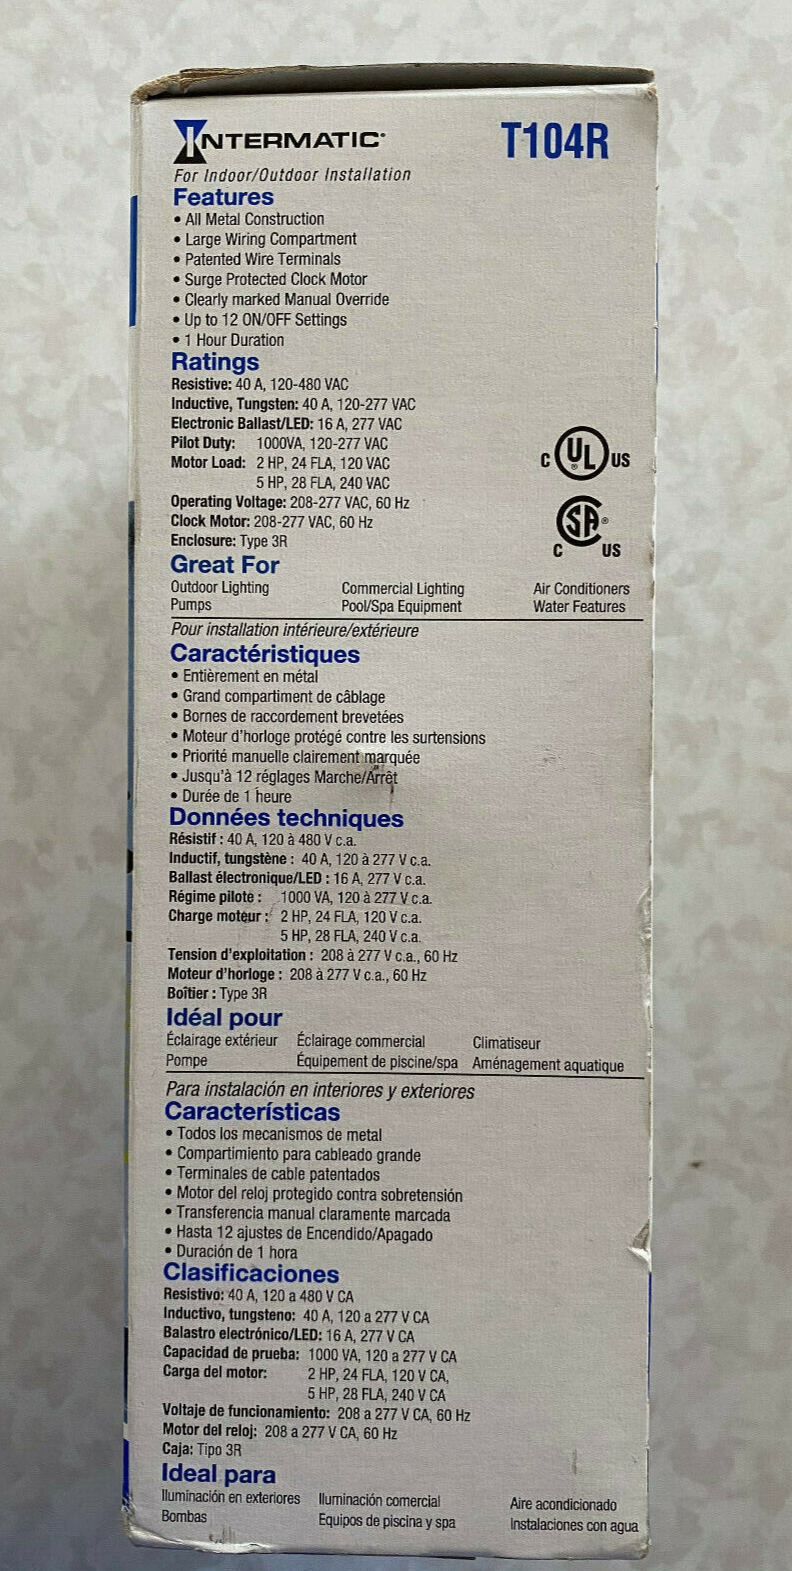 INTERMATIC®
T104R
For Indoor/Outdoor Installation
Features
• All Metal Construction
• Large Wiring Compartment
• Patented Wire Terminals
• Surge Protected Clock Motor
• Clearly marked Manual Override
• Up to 12 ON/OFF Settings
• 1 Hour Duration
Ratings
Resistive: 40 A, 120-480 VAC
Inductive, Tungsten: 40 A, 120-277 VAC
Electronic Ballast/LED: 16 A, 277 VAC
Pilot Duty: 1000VA, 120-277 VAC
Motor Load: 2 HP, 24 FLA, 120 VAC
5 HP, 28 FLA, 240 VAC
Operating Voltage: 208-277 VAC, 60 Hz
Clock Motor: 208-277 VAC, 60 Hz
Enclosure: Type 3R
C UL® US
SA®
C US
Great For
Outdoor Lighting Commercial Lighting Air Conditioners
Pumps Pool/Spa Equipment Water Features
Pour installation intérieure/extérieure
Caractéristiques
• Entièrement en métal
• Grand compartiment de câblage
• Bornes de raccordement brevetées
• Moteur d'horloge protégé contre les surtensions
• Priorité manuelle clairement marquée
• Jusqu'à 12 réglages Marche/Arrêt
• Durée de 1 heure
Données techniques
Résistif : 40 A, 120 à 480 V c.a.
Inductif, tungstène : 40 A, 120 à 277 V c.a.
Ballast électronique/LED : 16 A, 277 V c.a.
Régime pilote : 1000 VA, 120 à 277 V c.a.
Charge moteur : 2 HP, 24 FLA, 120 V c.a.
5 HP, 28 FLA, 240 V c.a.
Tension d'exploitation : 208 à 277 V c.a., 60 Hz
Moteur d'horloge : 208 à 277 V c.a., 60 Hz
Boîtier : Type 3R
Idéal pour
Éclairage extérieur Éclairage commercial Climatiseur
Pompe Équipement de piscine/spa Aménagement aquatique
Para instalación en interiores y exteriores
Características
• Todos los mecanismos de metal
• Compartimiento para cableado grande
• Terminales de cable patentados
• Motor del reloj protegido contra sobretensión
• Transferencia manual claramente marcada
• Hasta 12 ajustes de Encendido/Apagado
• Duración de 1 hora
Clasificaciones
Resistivo: 40 A, 120 a 480 V CA
Inductivo, tungsteno: 40 A, 120 a 277 V CA
Balastro electrónico/LED: 16 A, 277 V CA
Capacidad de prueba: 1000 VA, 120 a 277 V CA
Carga del motor: 2 HP, 24 FLA, 120 V CA,
5 HP, 28 FLA, 240 V CA
Voltaje de funcionamiento: 208 a 277 V CA, 60 Hz
Motor del reloj: 208 a 277 V CA, 60 Hz
Caja: Tipo 3R
Ideal para
Iluminación en exteriores Iluminación comercial Aire acondicionado
Bombas Equipos de piscina y spa Instalaciones con agua